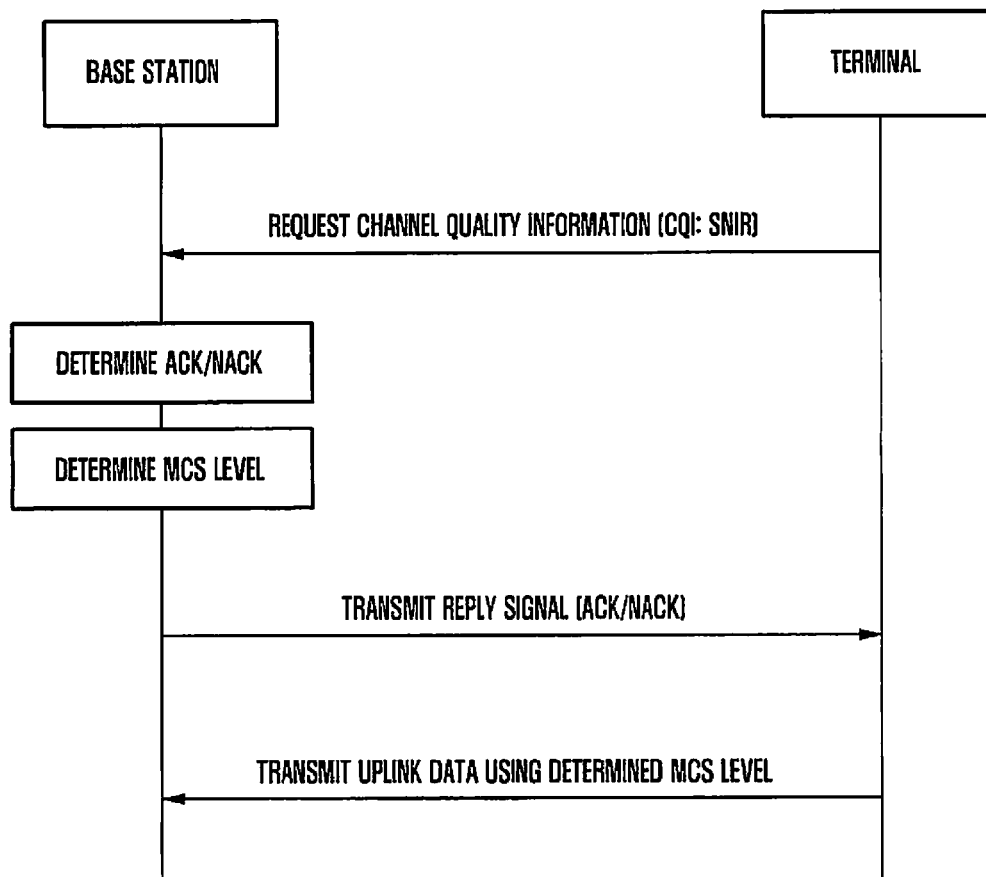 BASE STATION
TERMINAL
REQUEST CHANNEL QUALITY INFORMATION (CQI: SNIR)
DETERMINE ACK/NACK
DETERMINE MCS LEVEL
TRANSMIT REPLY SIGNAL (ACK/NACK)
TRANSMIT UPLINK DATA USING DETERMINED MCS LEVEL